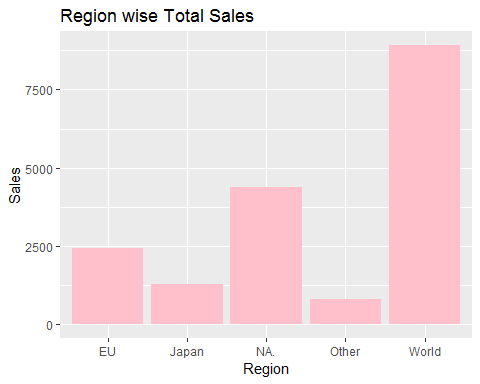 Region wise Total Sales
Sales
7500
5000
2500
0
EU Japan NA. Other World
Region